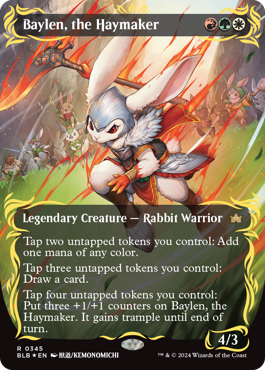 Baylen, the Haymaker
Legendary Creature — Rabbit Warrior
Tap two untapped tokens you control: Add
one mana of any color.
Tap three untapped tokens you control:
Draw a card.
Tap four untapped tokens you control:
Put three +1/+1 counters on Baylen, the
Haymaker. It gains trample until end of
turn.
4/3
R 0345
BLB ★ EN 獣道/KEMONOMICHI
™ & © 2024 Wizards of the Coast